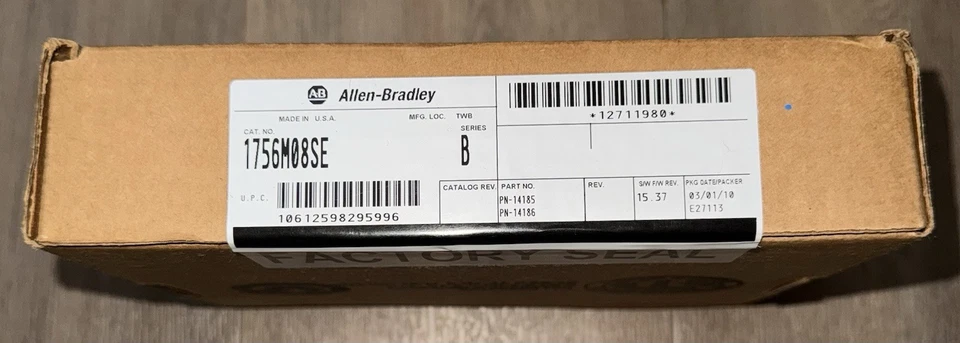 AB Allen-Bradley
MADE IN U.S.A. MFG. LOC. TWB
CAT. NO. SERIES
1756M08SE B
U.P.C.
10612598295996
*12711980*
CATALOG REV. PART NO. REV. S/W F/W REV. PKG DATE/PACKER
PN-14185 15.37 03/01/10
PN-14186 E27113
FACTORY SEAL